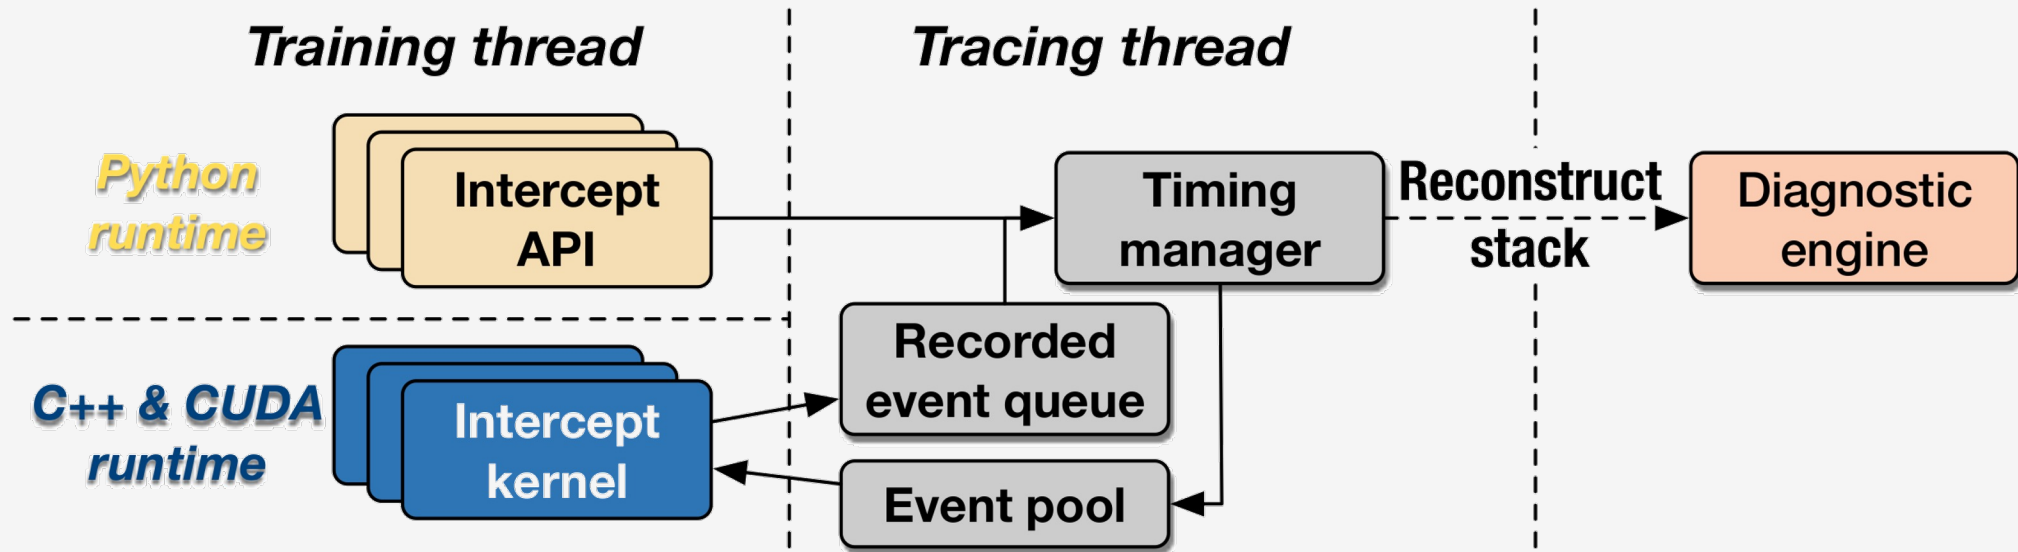 Training thread
Tracing thread
Python
runtime
Intercept
API
Timing
manager
Reconstruct
stack
Diagnostic
engine
C++ & CUDA
runtime
Intercept
kernel
Recorded
event queue
Event pool